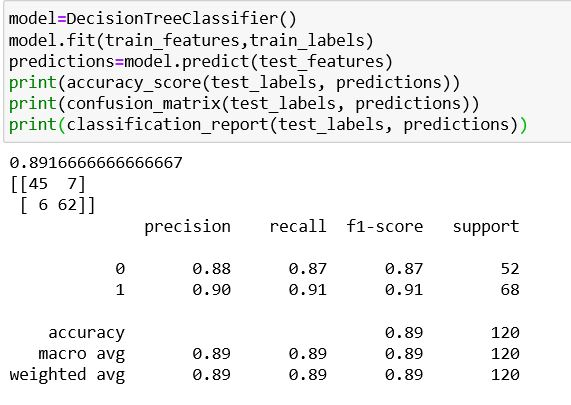 model=DecisionTreeClassifier()
model.fit(train_features,train_labels)
predictions=model.predict(test_features)
print(accuracy_score(test_labels, predictions))
print(confusion_matrix(test_labels, predictions))
print(classification_report(test_labels, predictions))
0.8916666666666667
[[45  7]
 [ 6 62]]
              precision    recall  f1-score   support
           0       0.88      0.87      0.87        52
           1       0.90      0.91      0.91        68
    accuracy                           0.89       120
   macro avg       0.89      0.89      0.89       120
weighted avg       0.89      0.89      0.89       120